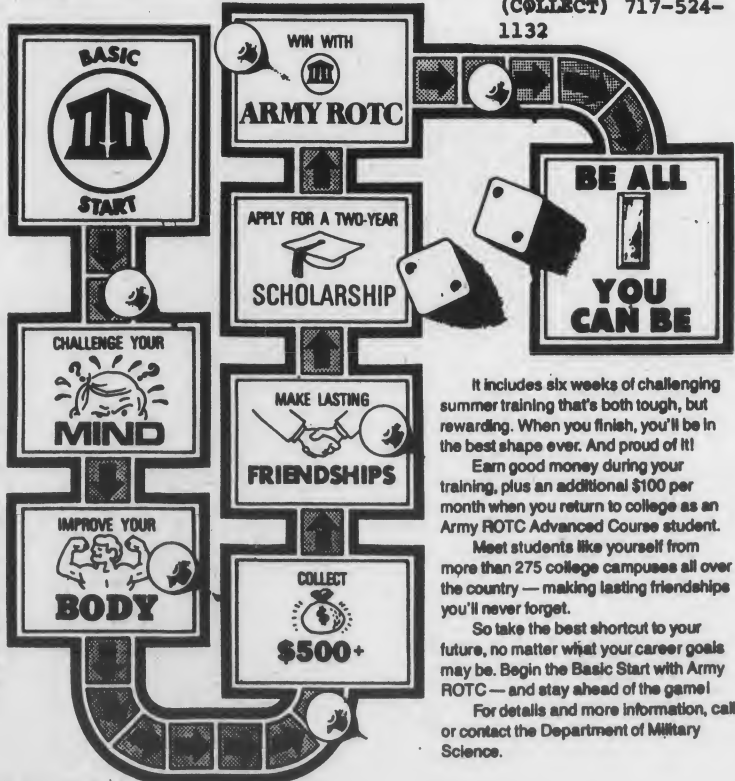 (COLLECT) 717-524-
1132
BASIC
START
CHALLENGE YOUR
MIND
IMPROVE YOUR
BODY
COLLECT
$500+
MAKE LASTING
FRIENDSHIPS
APPLY FOR A TWO-YEAR
SCHOLARSHIP
WIN WITH
ARMY ROTC
BE ALL
YOU
CAN BE
It includes six weeks of challenging
summer training that's both tough, but
rewarding. When you finish, you'll be in
the best shape ever. And proud of it!
Earn good money during your
training, plus an additional $100 per
month when you return to college as an
Army ROTC Advanced Course student.
Meet students like yourself from
more than 275 college campuses all over
the country — making lasting friendships
you'll never forget.
So take the best shortcut to your
future, no matter what your career goals
may be. Begin the Basic Start with Army
ROTC — and stay ahead of the game!
For details and more information, call
or contact the Department of Military
Science.